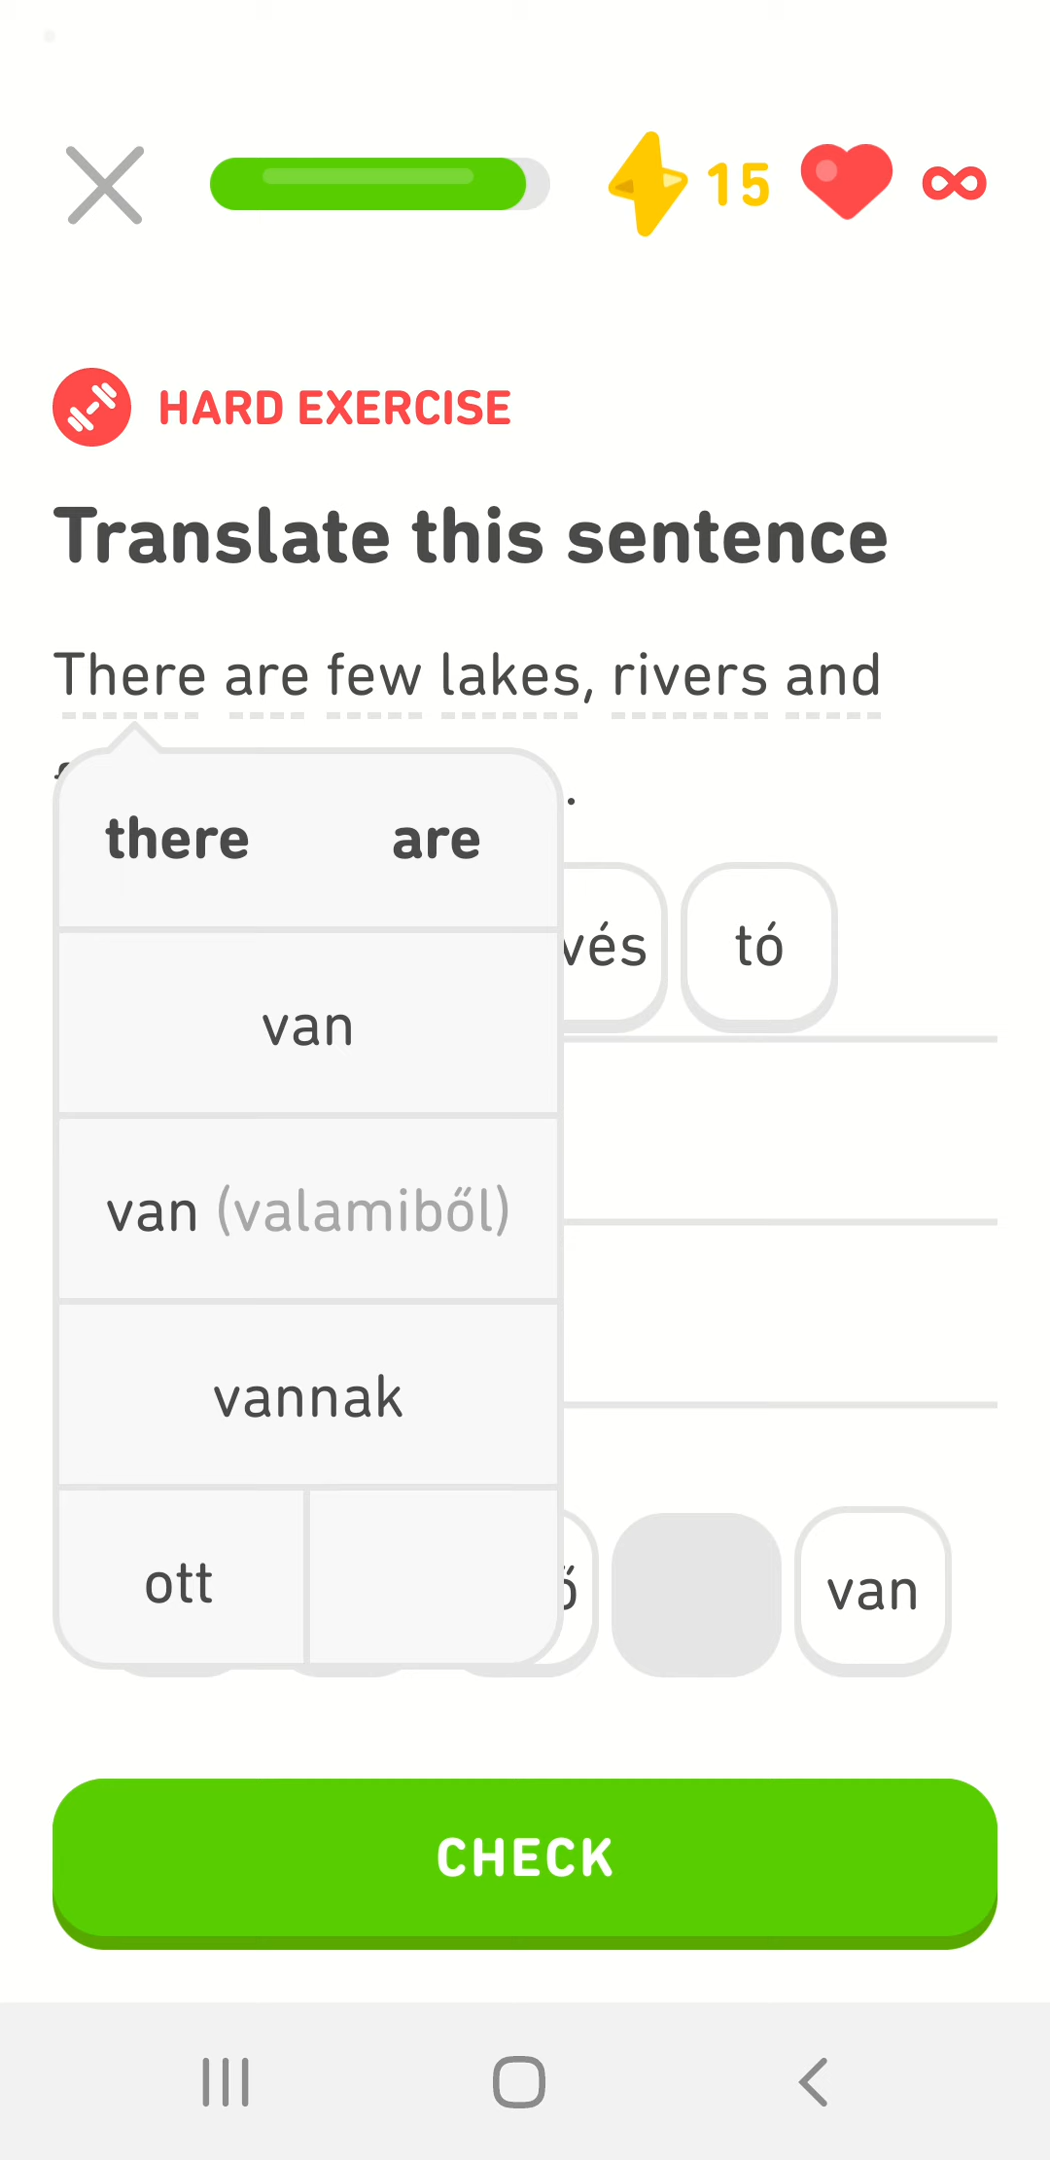 15 ∞
HARD EXERCISE
Translate this sentence
There are few lakes, rivers and
.
there are
vés tó
van
van (valamiből)
vannak
ott
van
CHECK